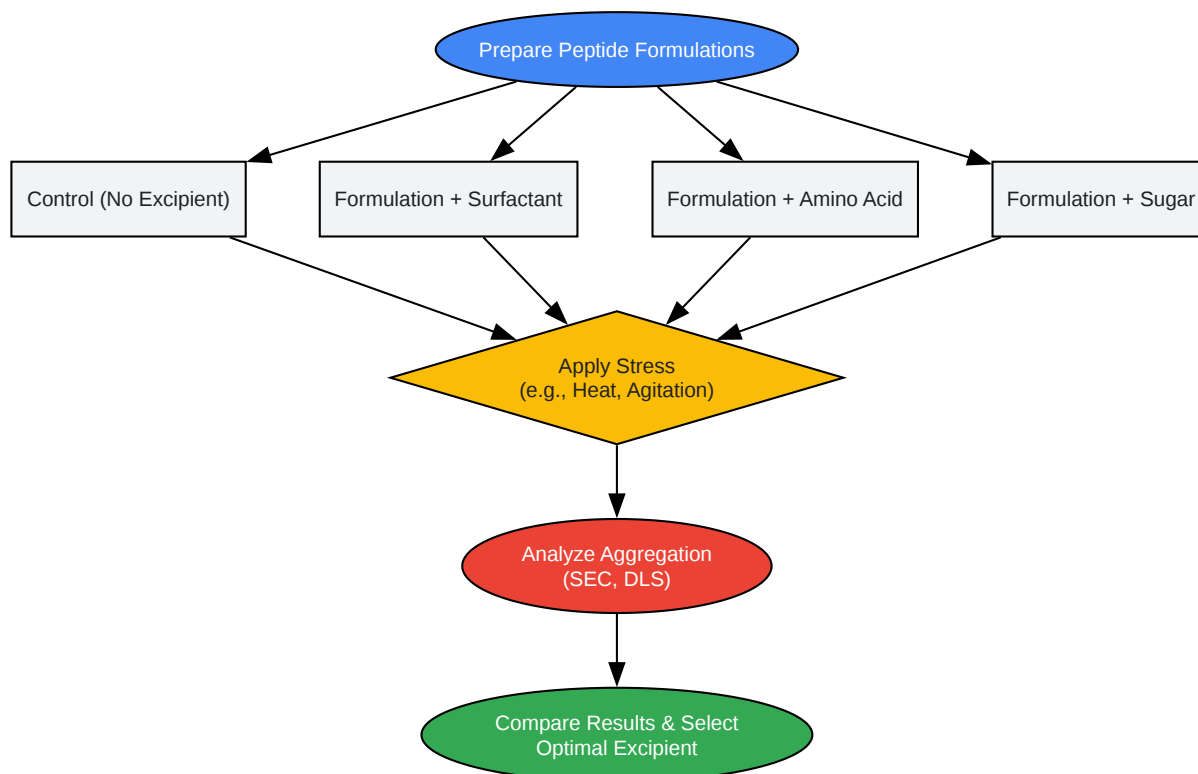 Prepare Peptide Formulations
Control (No Excipient)
Formulation + Surfactant
Formulation + Amino Acid
Formulation + Sugar
Apply Stress
(e.g., Heat, Agitation)
Analyze Aggregation
(SEC, DLS)
Compare Results & Select
Optimal Excipient